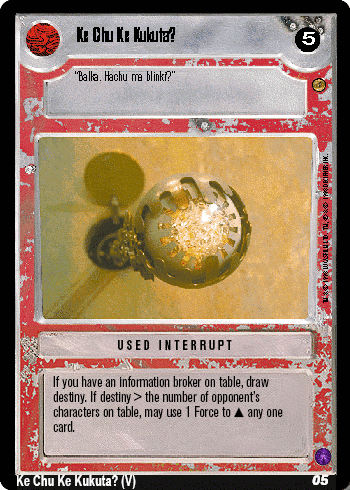 Ke Chu Ke Kukuta?
5
"Balka. Hachu ma blinkt?"
USED INTERRUPT
If you have an information broker on table, draw
destiny. If destiny > the number of opponent's
characters on table, may use 1 Force to ▲ any one
card.
Ke Chu Ke Kukuta? (V)
05